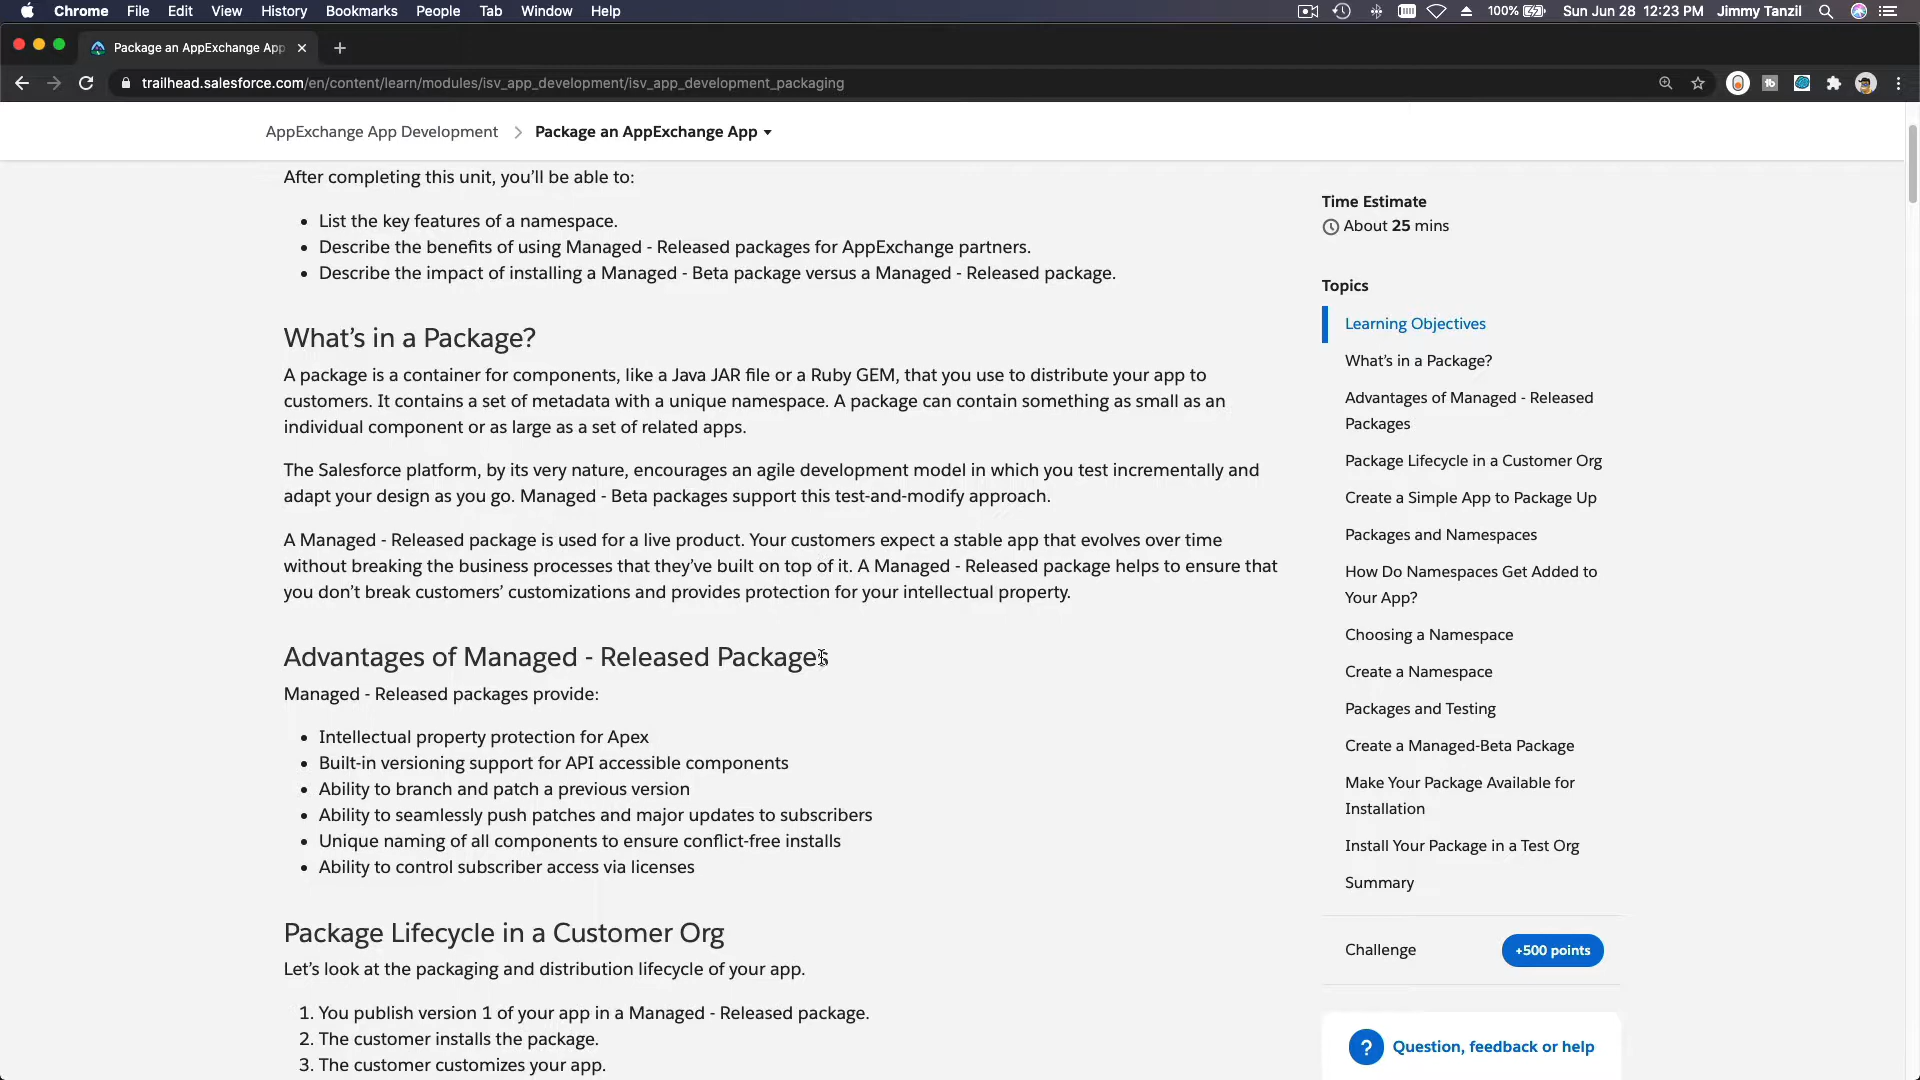 Chrome File Edit View History Bookmarks People Tab Window Help 100% Sun Jun 28 12:23 PM Jimmy Tanzil
Package an AppExchange App
trailhead.salesforce.com/en/content/learn/modules/isv_app_development/isv_app_development_packaging
AppExchange App Development Package an AppExchange App
After completing this unit, you’ll be able to:
• List the key features of a namespace.
• Describe the benefits of using Managed - Released packages for AppExchange partners.
• Describe the impact of installing a Managed - Beta package versus a Managed - Released package.
What’s in a Package?
A package is a container for components, like a Java JAR file or a Ruby GEM, that you use to distribute your app to
customers. It contains a set of metadata with a unique namespace. A package can contain something as small as an
individual component or as large as a set of related apps.
The Salesforce platform, by its very nature, encourages an agile development model in which you test incrementally and
adapt your design as you go. Managed - Beta packages support this test-and-modify approach.
A Managed - Released package is used for a live product. Your customers expect a stable app that evolves over time
without breaking the business processes that they’ve built on top of it. A Managed - Released package helps to ensure that
you don’t break customers’ customizations and provides protection for your intellectual property.
Advantages of Managed - Released Packages
Managed - Released packages provide:
• Intellectual property protection for Apex
• Built-in versioning support for API accessible components
• Ability to branch and patch a previous version
• Ability to seamlessly push patches and major updates to subscribers
• Unique naming of all components to ensure conflict-free installs
• Ability to control subscriber access via licenses
Package Lifecycle in a Customer Org
Let’s look at the packaging and distribution lifecycle of your app.
1. You publish version 1 of your app in a Managed - Released package.
2. The customer installs the package.
3. The customer customizes your app.
Time Estimate
About 25 mins
Topics
Learning Objectives
What’s in a Package?
Advantages of Managed - Released
Packages
Package Lifecycle in a Customer Org
Create a Simple App to Package Up
Packages and Namespaces
How Do Namespaces Get Added to
Your App?
Choosing a Namespace
Create a Namespace
Packages and Testing
Create a Managed-Beta Package
Make Your Package Available for
Installation
Install Your Package in a Test Org
Summary
Challenge +500 points
? Question, feedback or help